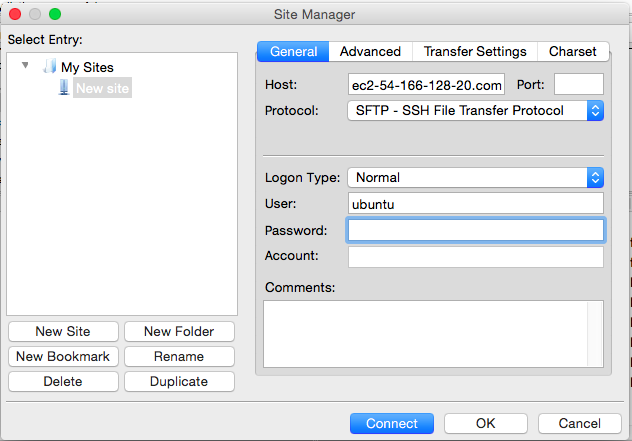 Site Manager
Select Entry:
My Sites
New site
New Site
New Folder
New Bookmark
Rename
Delete
Duplicate
General
Advanced
Transfer Settings
Charset
Host:
ec2-54-166-128-20.com
Port:
Protocol:
SFTP - SSH File Transfer Protocol
Logon Type:
Normal
User:
ubuntu
Password:
Account:
Comments:
Connect
OK
Cancel